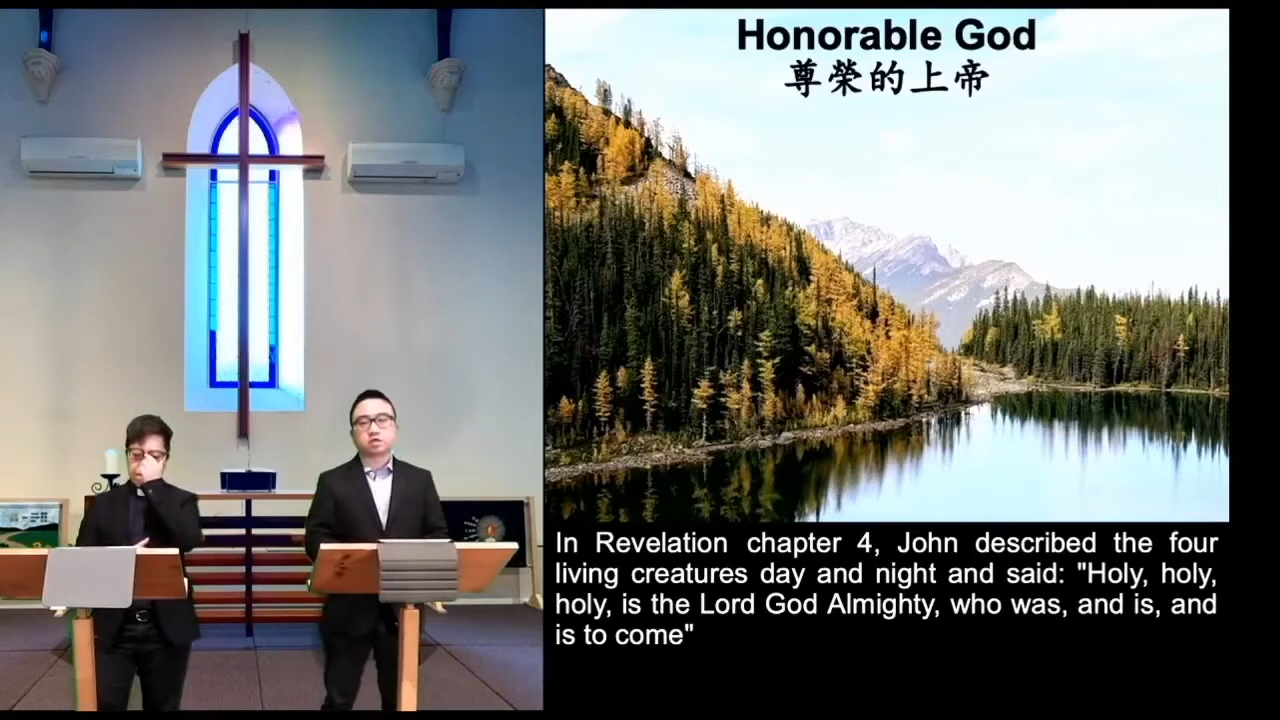 Honorable God
尊榮的上帝
In Revelation chapter 4, John described the four
living creatures day and night and said: "Holy, holy,
holy, is the Lord God Almighty, who was, and is, and
is to come"